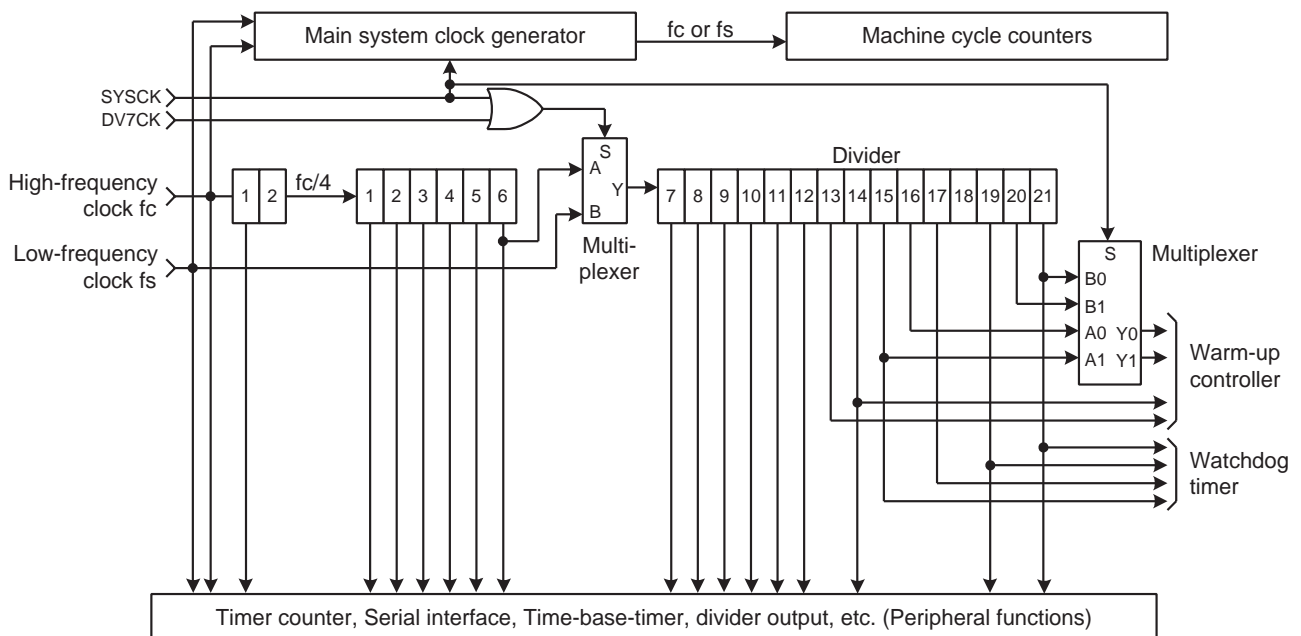 Main system clock generator
fc or fs
Machine cycle counters
SYSCK
DV7CK
S
A
Y
B
Multi-
plexer
Divider
High-frequency
clock fc
1 2
fc/4
1 2 3 4 5 6
7 8 9 10 11 12 13 14 15 16 17 18 19 20 21
Low-frequency
clock fs
S
Multiplexer
B0
B1
A0 Y0
A1 Y1
Warm-up
controller
Watchdog
timer
Timer counter, Serial interface, Time-base-timer, divider output, etc. (Peripheral functions)